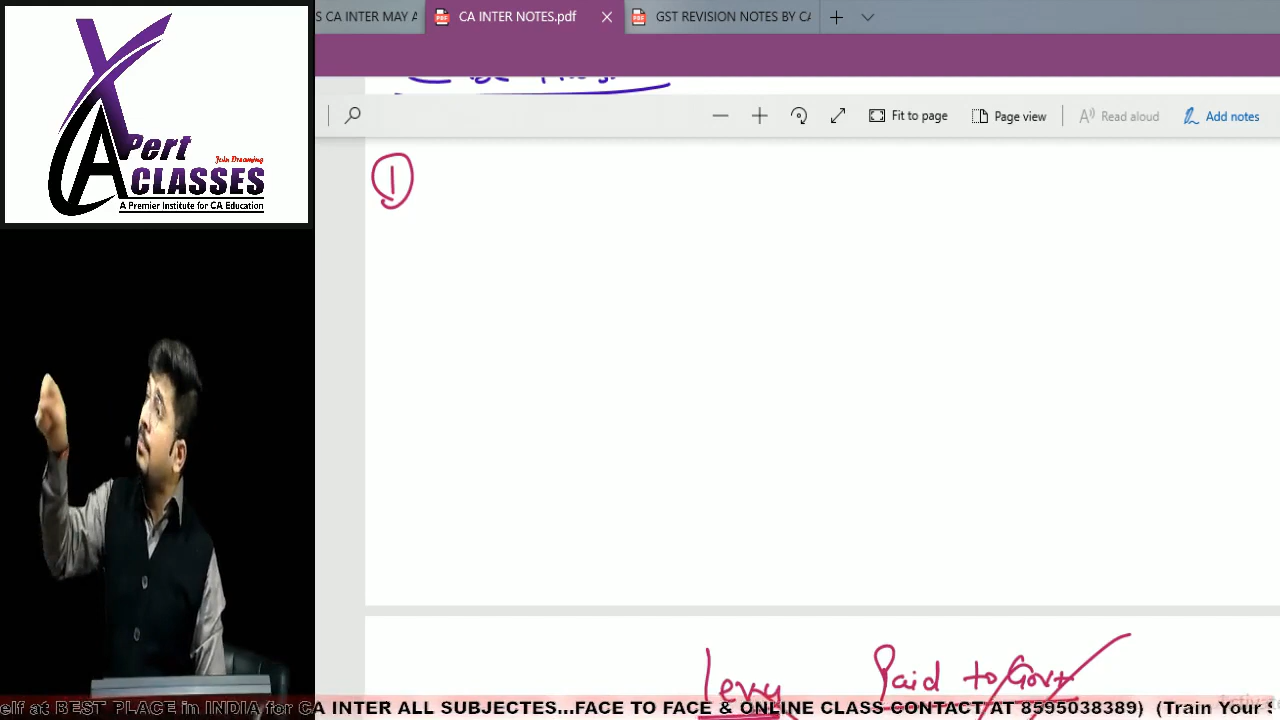 S CA INTER MAY A
CA INTER NOTES.pdf
GST REVISION NOTES BY CA
Fit to page
Page view
Read aloud
Add notes
XPert
Join Dreaming
CA CLASSES
A Premier Institute for CA Education
1
Levy Paid to Govt
elf at BEST PLACE in INDIA for CA INTER ALL SUBJECTES...FACE TO FACE & ONLINE CLASS CONTACT AT 8595038389) (Train Your S